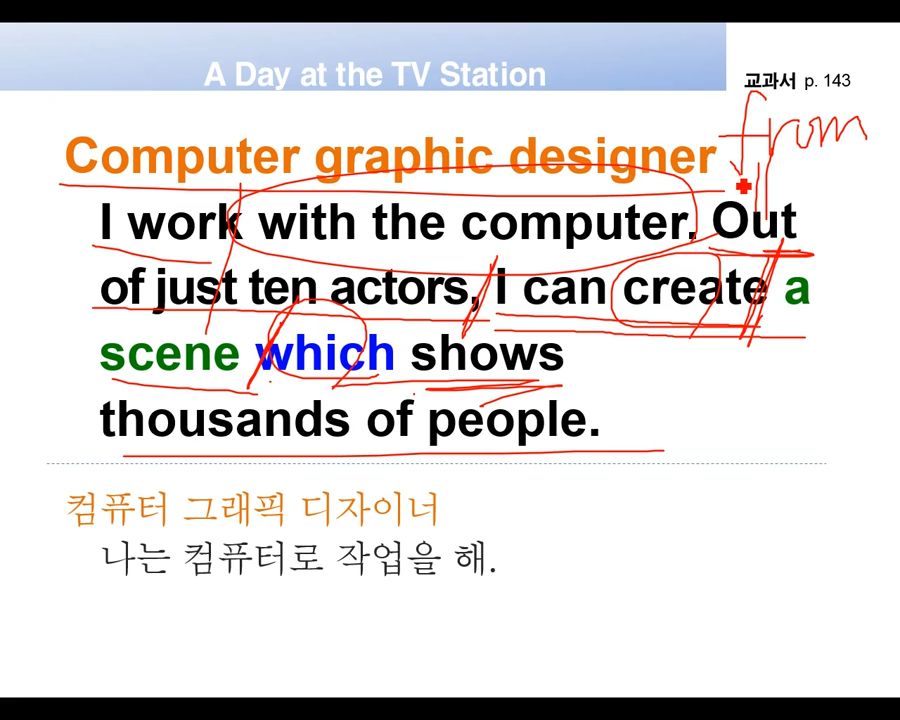 A Day at the TV Station
교과서 p. 143
from
Computer graphic designer
I work with the computer. Out
of just ten actors, I can create a
scene which shows
thousands of people.
컴퓨터 그래픽 디자이너
나는 컴퓨터로 작업을 해.